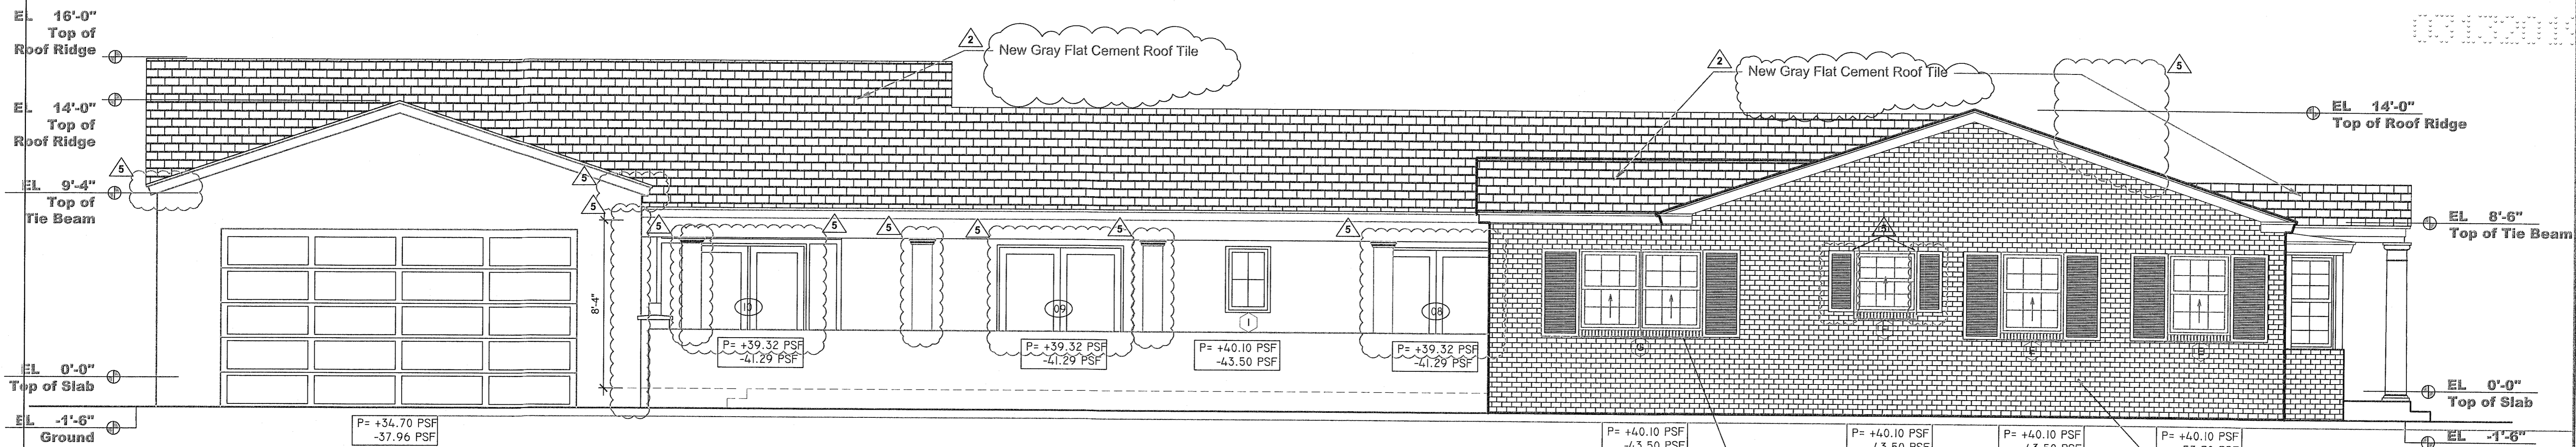 EL 16'-0"
Top of
Roof Ridge
EL 14'-0"
Top of
Roof Ridge
5
EL 9'-4"
Top of
Tie Beam
EL 0'-0"
Top of Slab
EL -1'-6"
Ground
2
New Gray Flat Cement Roof Tile
2
New Gray Flat Cement Roof Tile
5
EL 14'-0"
Top of Roof Ridge
EL 8'-6"
Top of Tie Beam
EL 0'-0"
Top of Slab
EL -1'-6"
5
5
5
5
5
5
5
5
5
8'-4"
10
09
I
08
P= +39.32 PSF
-41.29 PSF
P= +39.32 PSF
-41.29 PSF
P= +40.10 PSF
-43.50 PSF
P= +39.32 PSF
-41.29 PSF
P= +34.70 PSF
-37.96 PSF
P= +40.10 PSF
-43.50 PSF
P= +40.10 PSF
P= +40.10 PSF
P= +40.10 PSF